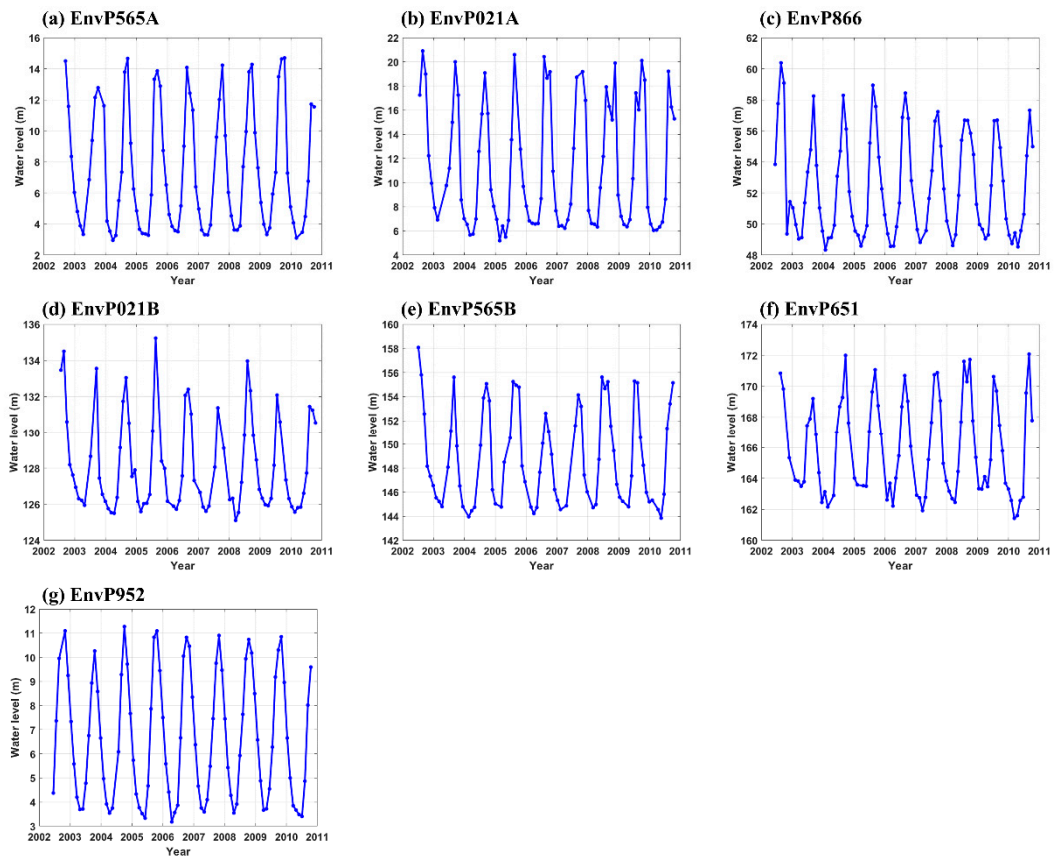 (a) EnvP565A
(b) EnvP021A
(c) EnvP866
16
14
12
10
8
6
4
2
Water level (m)
2002 2003 2004 2005 2006 2007 2008 2009 2010 2011
Year
22
20
18
16
14
12
10
8
6
4
Water level (m)
2002 2003 2004 2005 2006 2007 2008 2009 2010 2011
Year
62
60
58
56
54
52
50
48
Water level (m)
2002 2003 2004 2005 2006 2007 2008 2009 2010 2011
Year
(d) EnvP021B
(e) EnvP565B
(f) EnvP651
136
134
132
130
128
126
124
Water level (m)
2002 2003 2004 2005 2006 2007 2008 2009 2010 2011
Year
160
158
156
154
152
150
148
146
144
142
Water level (m)
2002 2003 2004 2005 2006 2007 2008 2009 2010 2011
Year
174
172
170
168
166
164
162
160
Water level (m)
2002 2003 2004 2005 2006 2007 2008 2009 2010 2011
Year
(g) EnvP952
12
11
10
9
8
7
6
5
4
3
Water level (m)
2002 2003 2004 2005 2006 2007 2008 2009 2010 2011
Year